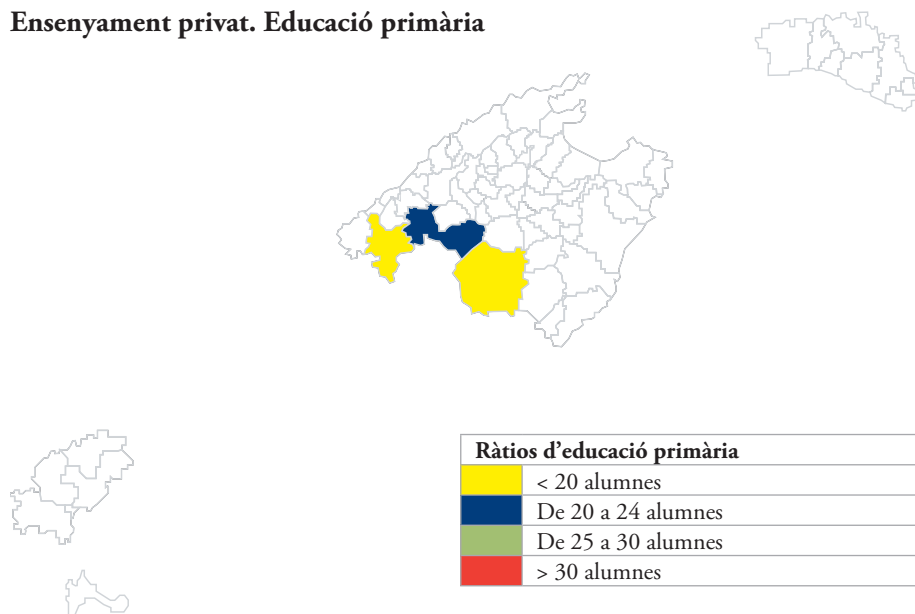 Ensenyament privat. Educació primària
Ràtios d’educació primària
< 20 alumnes
De 20 a 24 alumnes
De 25 a 30 alumnes
> 30 alumnes